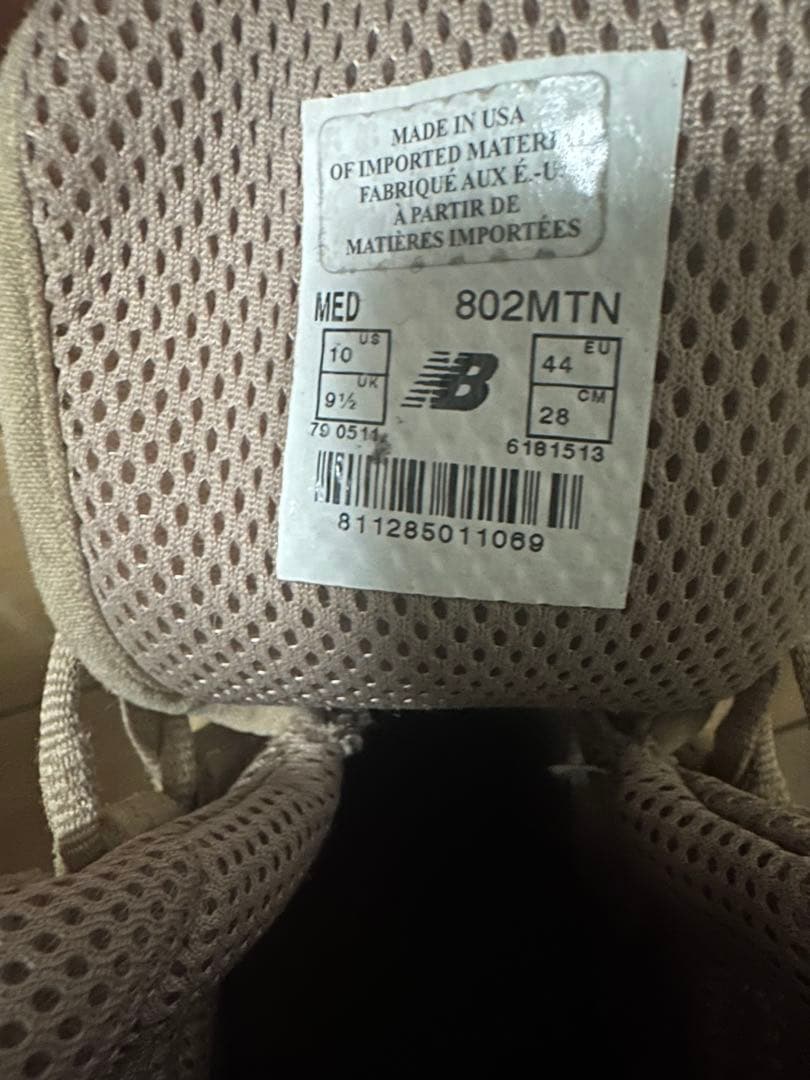 MADE IN USA
OF IMPORTED
FABRIQUÉ AUX É.-U.
À PARTIR DE
MATIÈRES IMPORTÉES
MED 802MTN
10 US
9½ UK
44 EU
28 CM
79 0511
6181513
811285011069